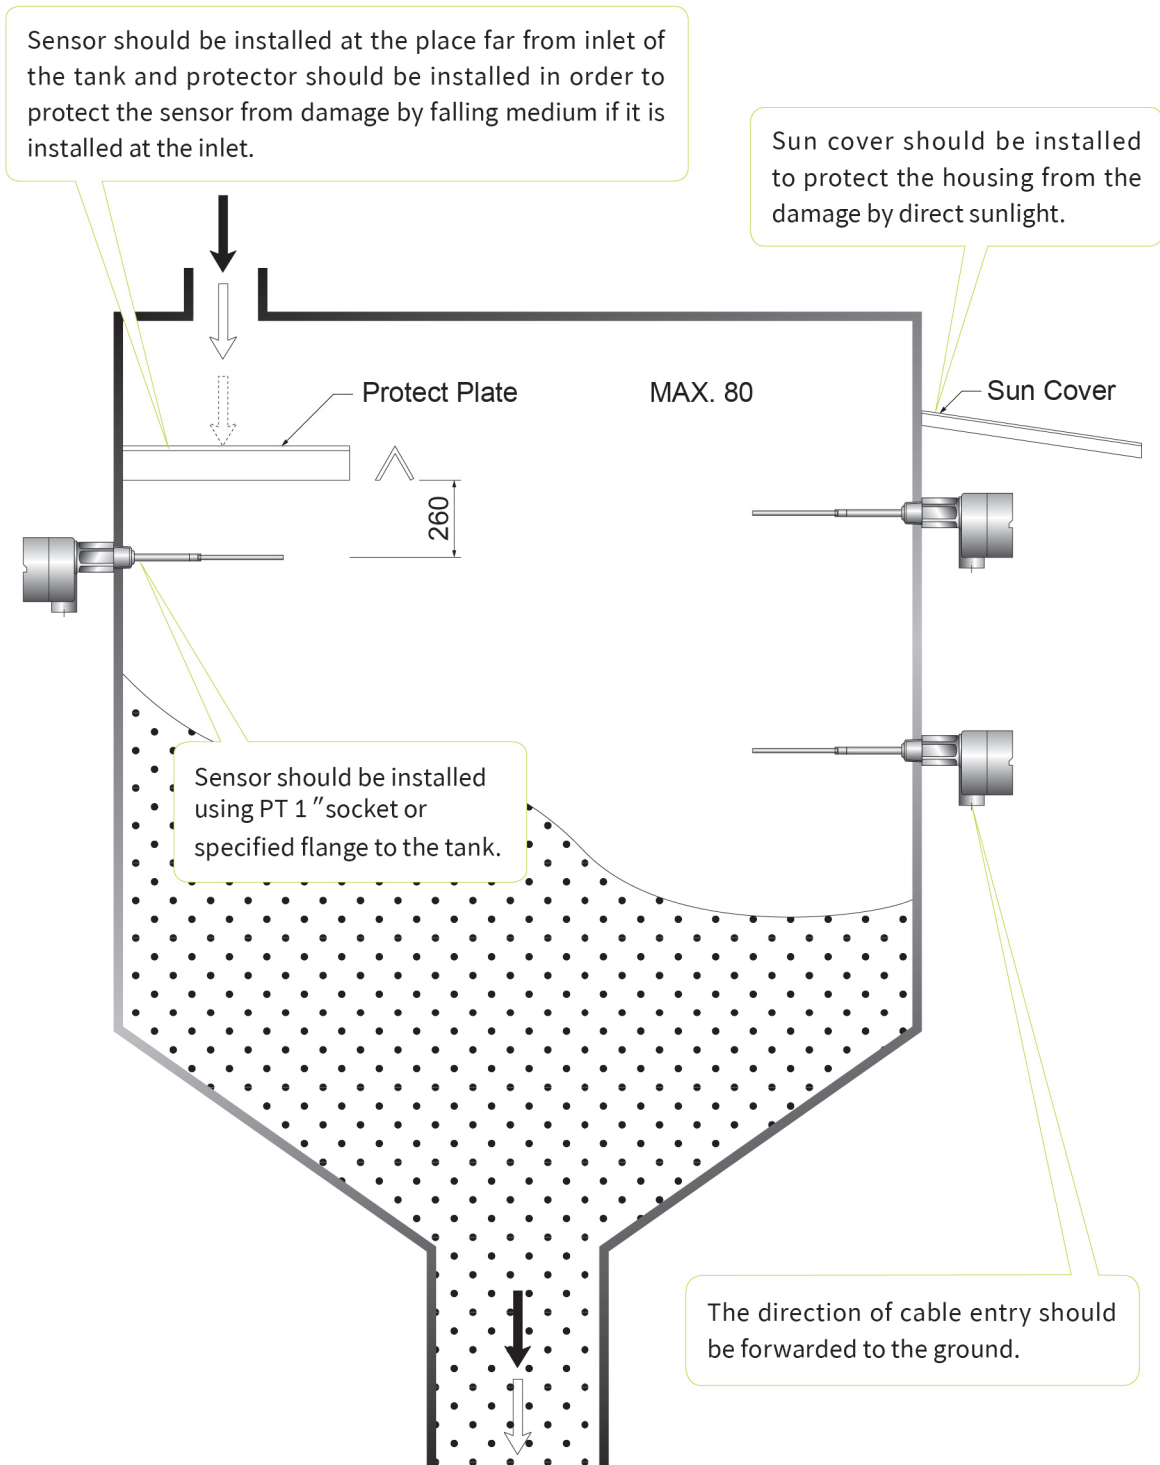 Sensor should be installed at the place far from inlet of
the tank and protector should be installed in order to
protect the sensor from damage by falling medium if it is
installed at the inlet.
Sun cover should be installed
to protect the housing from the
damage by direct sunlight.
Protect Plate
MAX. 80
Sun Cover
260
Sensor should be installed
using PT 1 ″socket or
specified flange to the tank.
The direction of cable entry should
be forwarded to the ground.